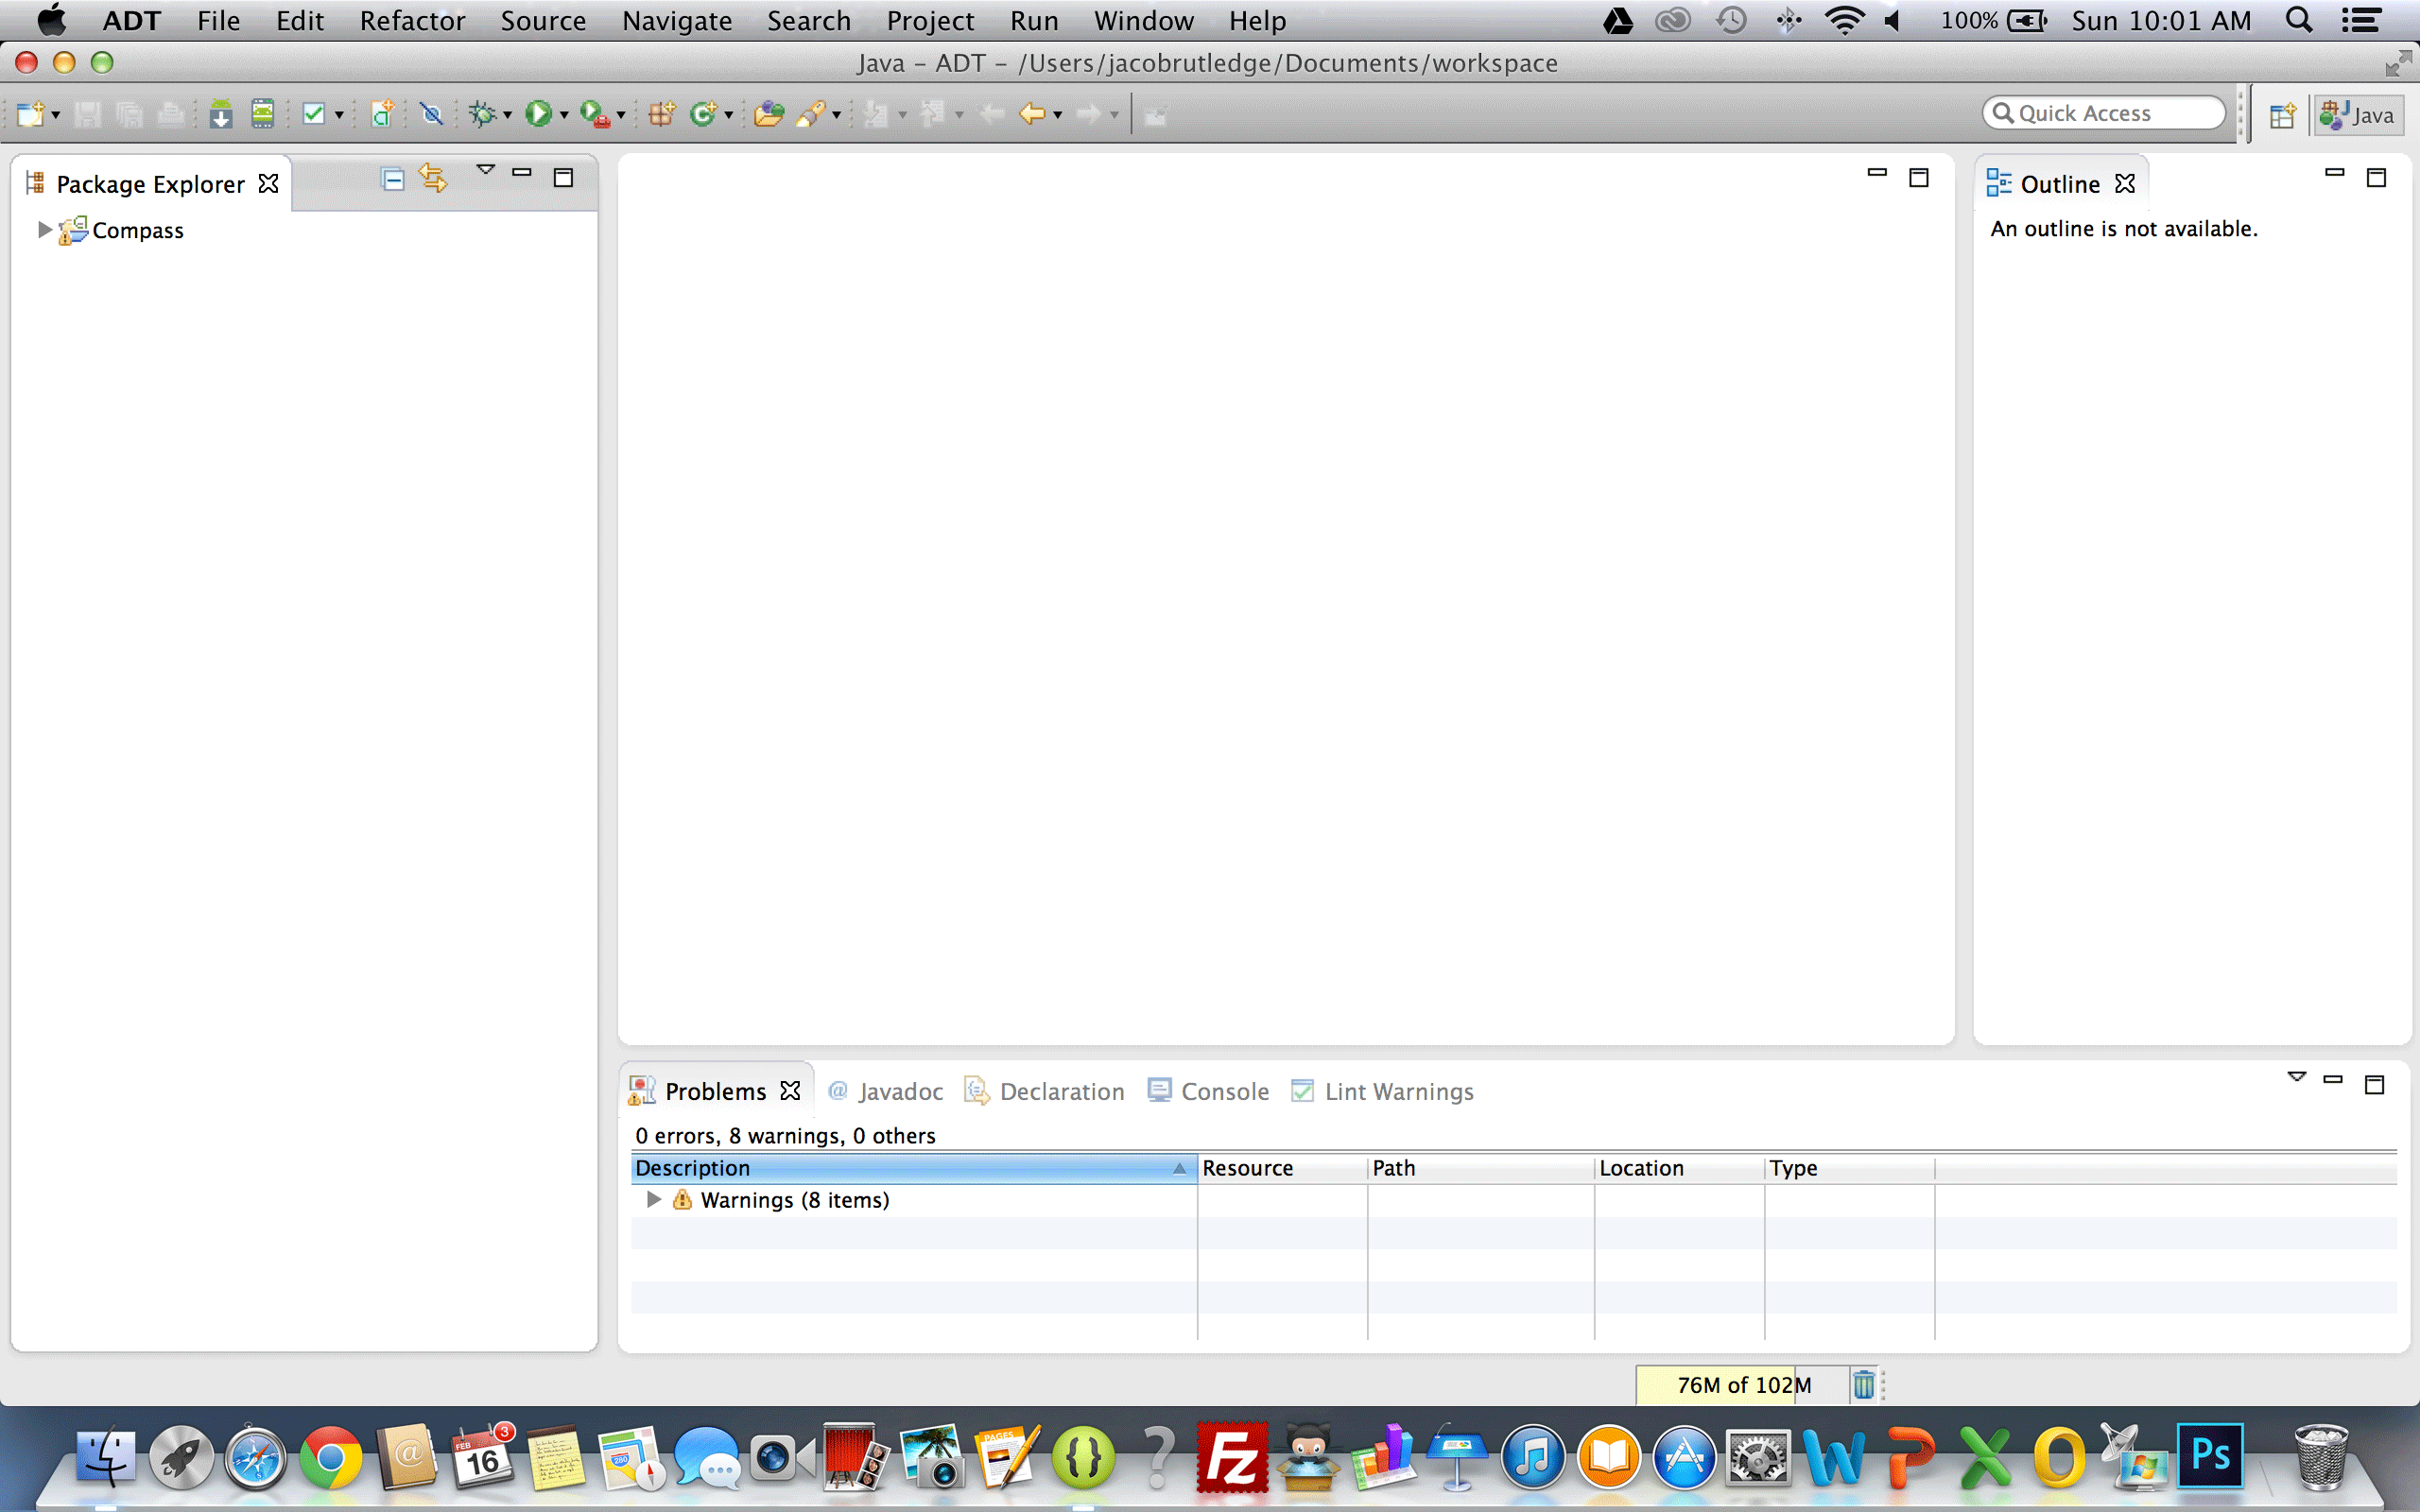 ADT File Edit Refactor Source Navigate Search Project Run Window Help 100% Sun 10:01 AM
Java – ADT – /Users/jacobrutledge/Documents/workspace
Quick Access Java
Package Explorer
Compass
Outline
An outline is not available.
Problems @ Javadoc Declaration Console Lint Warnings
0 errors, 8 warnings, 0 others
Description Resource Path Location Type
Warnings (8 items)
76M of 102M
FEB 16 3
280
PAGES
{}
?
Fz
W P X O
Ps